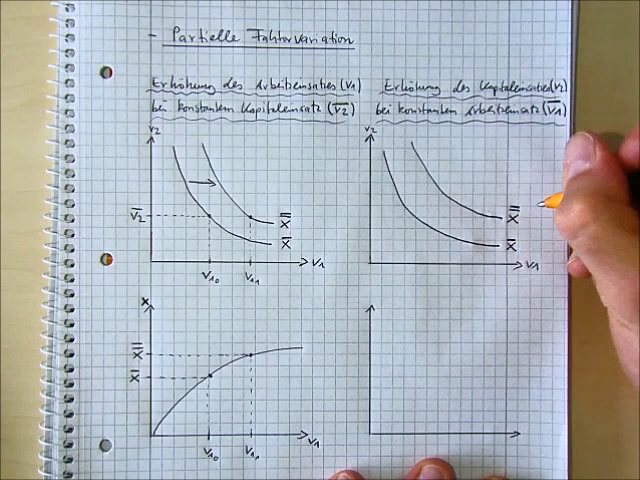 - Partielle Faktorvariation
Erhöhung des Arbeitseinsatzes (v1)
bei konstantem Kapitaleinsatz (v̅2̅)
Erhöhung des Kapitaleinsatzes (v2)
bei konstantem Arbeitseinsatz (v̅1̅)
v2
v̅2̅
x̿
x̅
v10
v11
v1
v2
x̿
x̅
v1
x
x̿
x̅
v10
v11
v1